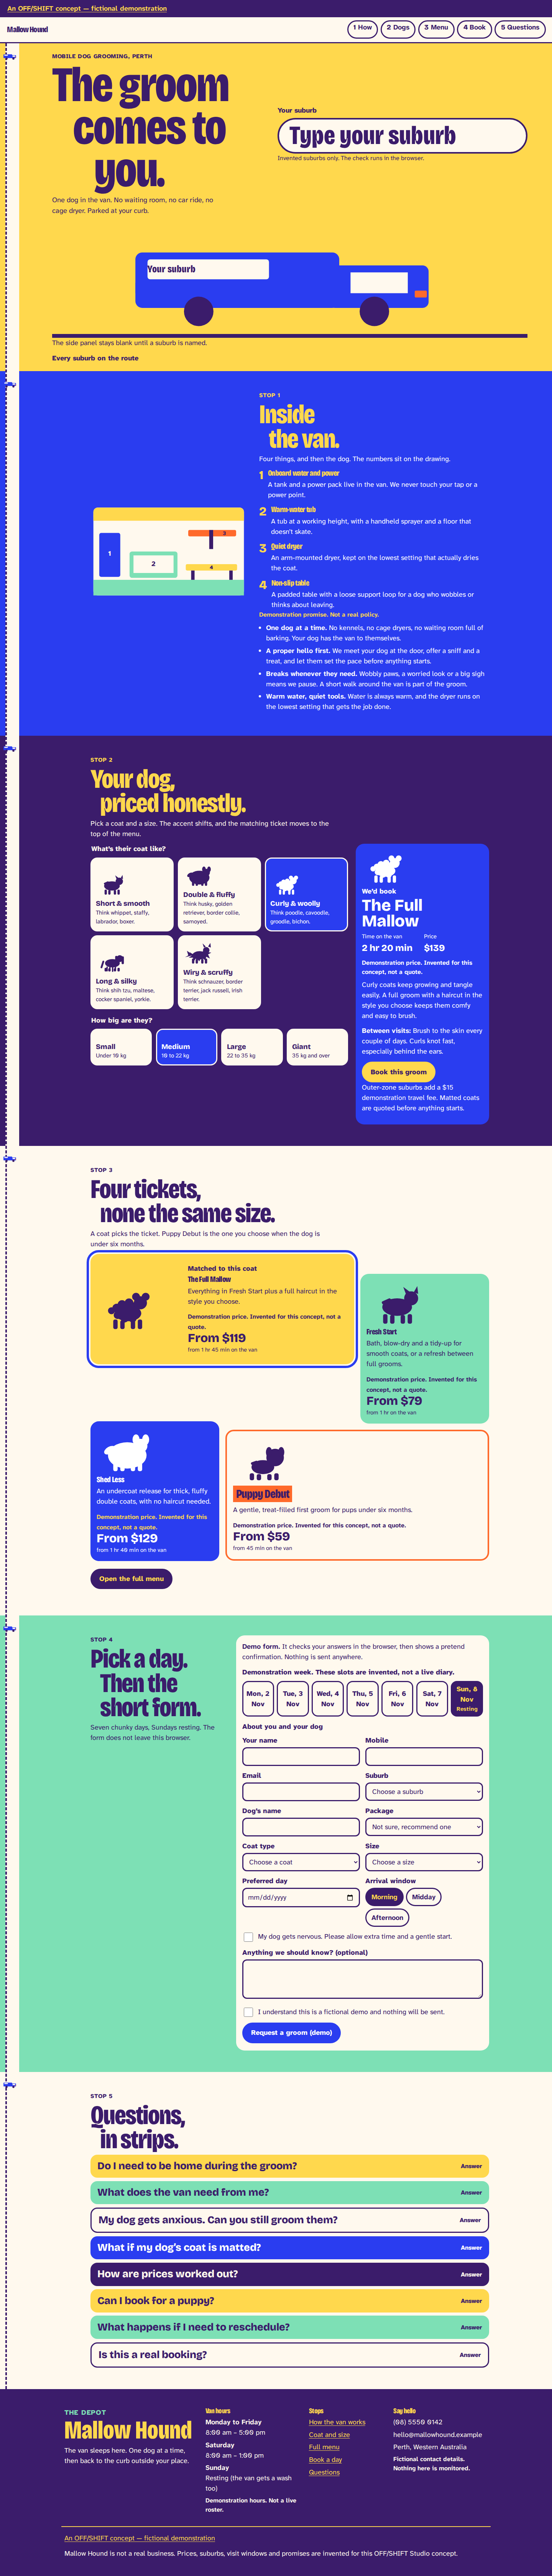 An OFF/SHIFT concept — fictional demonstration
Mallow Hound
1 How
2 Dogs
3 Menu
4 Book
5 Questions
MOBILE DOG GROOMING, PERTH
The groom
comes to
you.
One dog in the van. No waiting room, no car ride, no
cage dryer. Parked at your curb.
Your suburb
Type your suburb
Invented suburbs only. The check runs in the browser.
Your suburb
The side panel stays blank until a suburb is named.
Every suburb on the route
STOP 1
Inside
the van.
Four things, and then the dog. The numbers sit on the drawing.
1 Onboard water and power
A tank and a power pack live in the van. We never touch your tap or a
power point.
2 Warm-water tub
A tub at a working height, with a handheld sprayer and a floor that
doesn't skate.
3 Quiet dryer
An arm-mounted dryer, kept on the lowest setting that actually dries
the coat.
4 Non-slip table
A padded table with a loose support loop for a dog who wobbles or
thinks about leaving.
1
2
3
4
Demonstration promise. Not a real policy.
• One dog at a time. No kennels, no cage dryers, no waiting room full of
barking. Your dog has the van to themselves.
• A proper hello first. We meet your dog at the door, offer a sniff and a
treat, and let them set the pace before anything starts.
• Breaks whenever they need. Wobbly paws, a worried look or a big sigh
means we pause. A short walk around the van is part of the groom.
• Warm water, quiet tools. Water is always warm, and the dryer runs on
the lowest setting that gets the job done.
STOP 2
Your dog,
priced honestly.
Pick a coat and a size. The accent shifts, and the matching ticket moves to the
top of the menu.
What's their coat like?
Short & smooth
Think whippet, staffy,
labrador, boxer.
Double & fluffy
Think husky, golden
retriever, border collie,
samoyed.
Curly & woolly
Think poodle, cavoodle,
groodle, bichon.
Long & silky
Think shih tzu, maltese,
cocker spaniel, yorkie.
Wiry & scruffy
Think schnauzer, border
terrier, jack russell, irish
terrier.
How big are they?
Small
Under 10 kg
Medium
10 to 22 kg
Large
22 to 35 kg
Giant
35 kg and over
We'd book
The Full
Mallow
Time on the van
2 hr 20 min
Price
$139
Demonstration price. Invented for this
concept, not a quote.
Curly coats keep growing and tangle
easily. A full groom with a haircut in the
style you choose keeps them comfy
and easy to brush.
Between visits: Brush to the skin every
couple of days. Curls knot fast,
especially behind the ears.
Book this groom
Outer-zone suburbs add a $15
demonstration travel fee. Matted coats
are quoted before anything starts.
STOP 3
Four tickets,
none the same size.
A coat picks the ticket. Puppy Debut is the one you choose when the dog is
under six months.
Matched to this coat
The Full Mallow
Everything in Fresh Start plus a full haircut in the
style you choose.
Demonstration price. Invented for this concept, not a
quote.
From $119
from 1 hr 45 min on the van
Fresh Start
Bath, blow-dry and a tidy-up for
smooth coats, or a refresh between
full grooms.
Demonstration price. Invented for this
concept, not a quote.
From $79
from 1 hr on the van
Shed Less
An undercoat release for thick, fluffy
double coats, with no haircut needed.
Demonstration price. Invented for this
concept, not a quote.
From $129
from 1 hr 40 min on the van
Puppy Debut
A gentle, treat-filled first groom for pups under six months.
Demonstration price. Invented for this concept, not a quote.
From $59
from 45 min on the van
Open the full menu
STOP 4
Pick a day.
Then the
short form.
Seven chunky days, Sundays resting. The
form does not leave this browser.
Demo form. It checks your answers in the browser, then shows a pretend
confirmation. Nothing is sent anywhere.
Demonstration week. These slots are invented, not a live diary.
Mon, 2
Nov
Tue, 3
Nov
Wed, 4
Nov
Thu, 5
Nov
Fri, 6
Nov
Sat, 7
Nov
Sun, 8
Nov
Resting
About you and your dog
Your name
Mobile
Email
Suburb
Choose a suburb
Dog's name
Package
Not sure, recommend one
Coat type
Choose a coat
Size
Choose a size
Preferred day
mm/dd/yyyy
Arrival window
Morning
Midday
Afternoon
My dog gets nervous. Please allow extra time and a gentle start.
Anything we should know? (optional)
I understand this is a fictional demo and nothing will be sent.
Request a groom (demo)
STOP 5
Questions,
in strips.
Do I need to be home during the groom? Answer
What does the van need from me? Answer
My dog gets anxious. Can you still groom them? Answer
What if my dog's coat is matted? Answer
How are prices worked out? Answer
Can I book for a puppy? Answer
What happens if I need to reschedule? Answer
Is this a real booking? Answer
THE DEPOT
Mallow Hound
The van sleeps here. One dog at a time,
then back to the curb outside your place.
Van hours
Monday to Friday
8:00 am – 5:00 pm
Saturday
8:00 am – 1:00 pm
Sunday
Resting (the van gets a wash
too)
Demonstration hours. Not a live
roster.
Stops
How the van works
Coat and size
Full menu
Book a day
Questions
Say hello
(08) 5550 0142
hello@mallowhound.example
Perth, Western Australia
Fictional contact details.
Nothing here is monitored.
An OFF/SHIFT concept — fictional demonstration
Mallow Hound is not a real business. Prices, suburbs, visit windows and promises are invented for this OFF/SHIFT Studio concept.